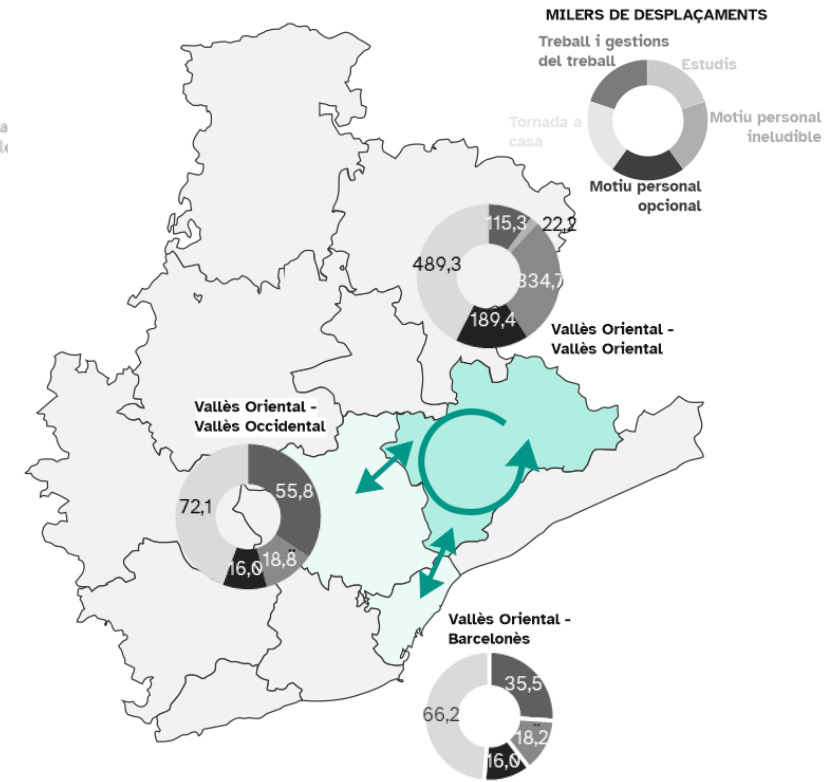 MILERS DE DESPLAÇAMENTS
Treball i gestions
del treball
Estudis
Tornada a
casa
Motiu personal
ineludible
Motiu personal
opcional
115,3
22,2
489,3
334,7
189,4
Vallès Oriental -
Vallès Oriental
Vallès Oriental -
Vallès Occidental
72,1
55,8
16,0
18,8
Vallès Oriental -
Barcelonès
35,5
66,2
18,2
16,0